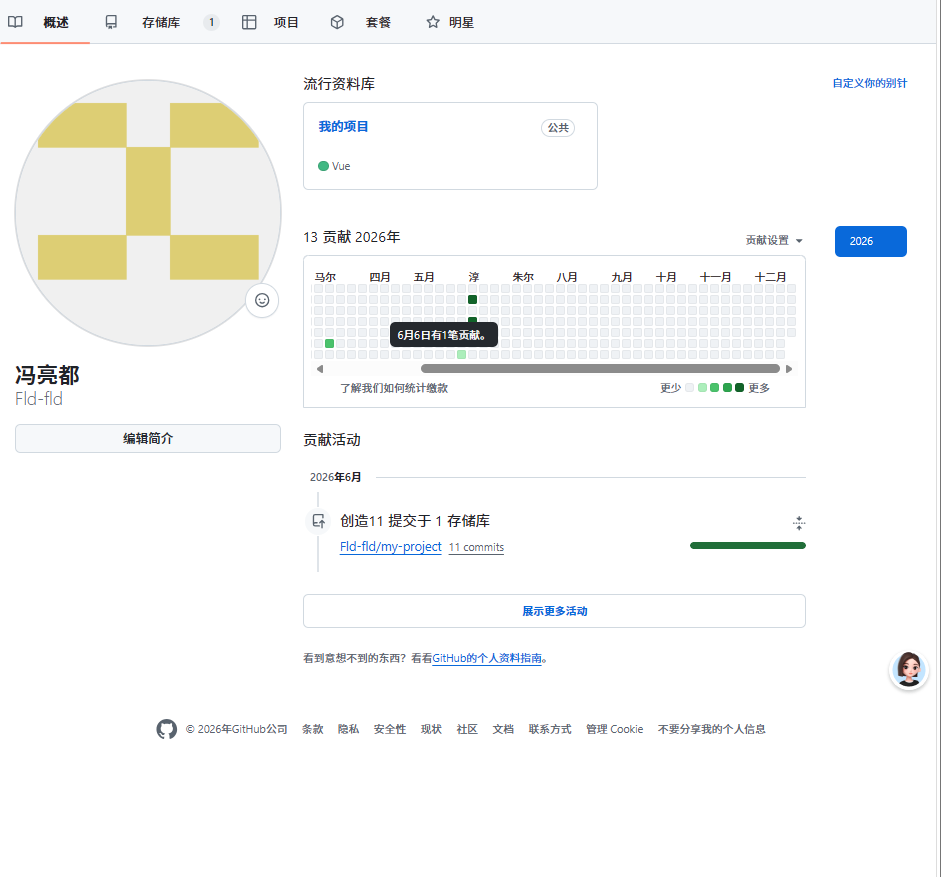 概述 存储库 1 项目 套餐 明星
流行资料库 自定义你的别针
我的项目 公共
Vue
13 贡献 2026年 贡献设置 2026
马尔 四月 五月 淳 朱尔 八月 九月 十月 十一月 十二月
6月6日有1笔贡献。
了解我们如何统计缴款 更少 更多
冯亮都
Fld-fld
编辑简介
贡献活动
2026年6月
创造11 提交于 1 存储库
Fld-fld/my-project 11 commits
展示更多活动
看到意想不到的东西？看看GitHub的个人资料指南。
© 2026年GitHub公司 条款 隐私 安全性 现状 社区 文档 联系方式 管理 Cookie 不要分享我的个人信息